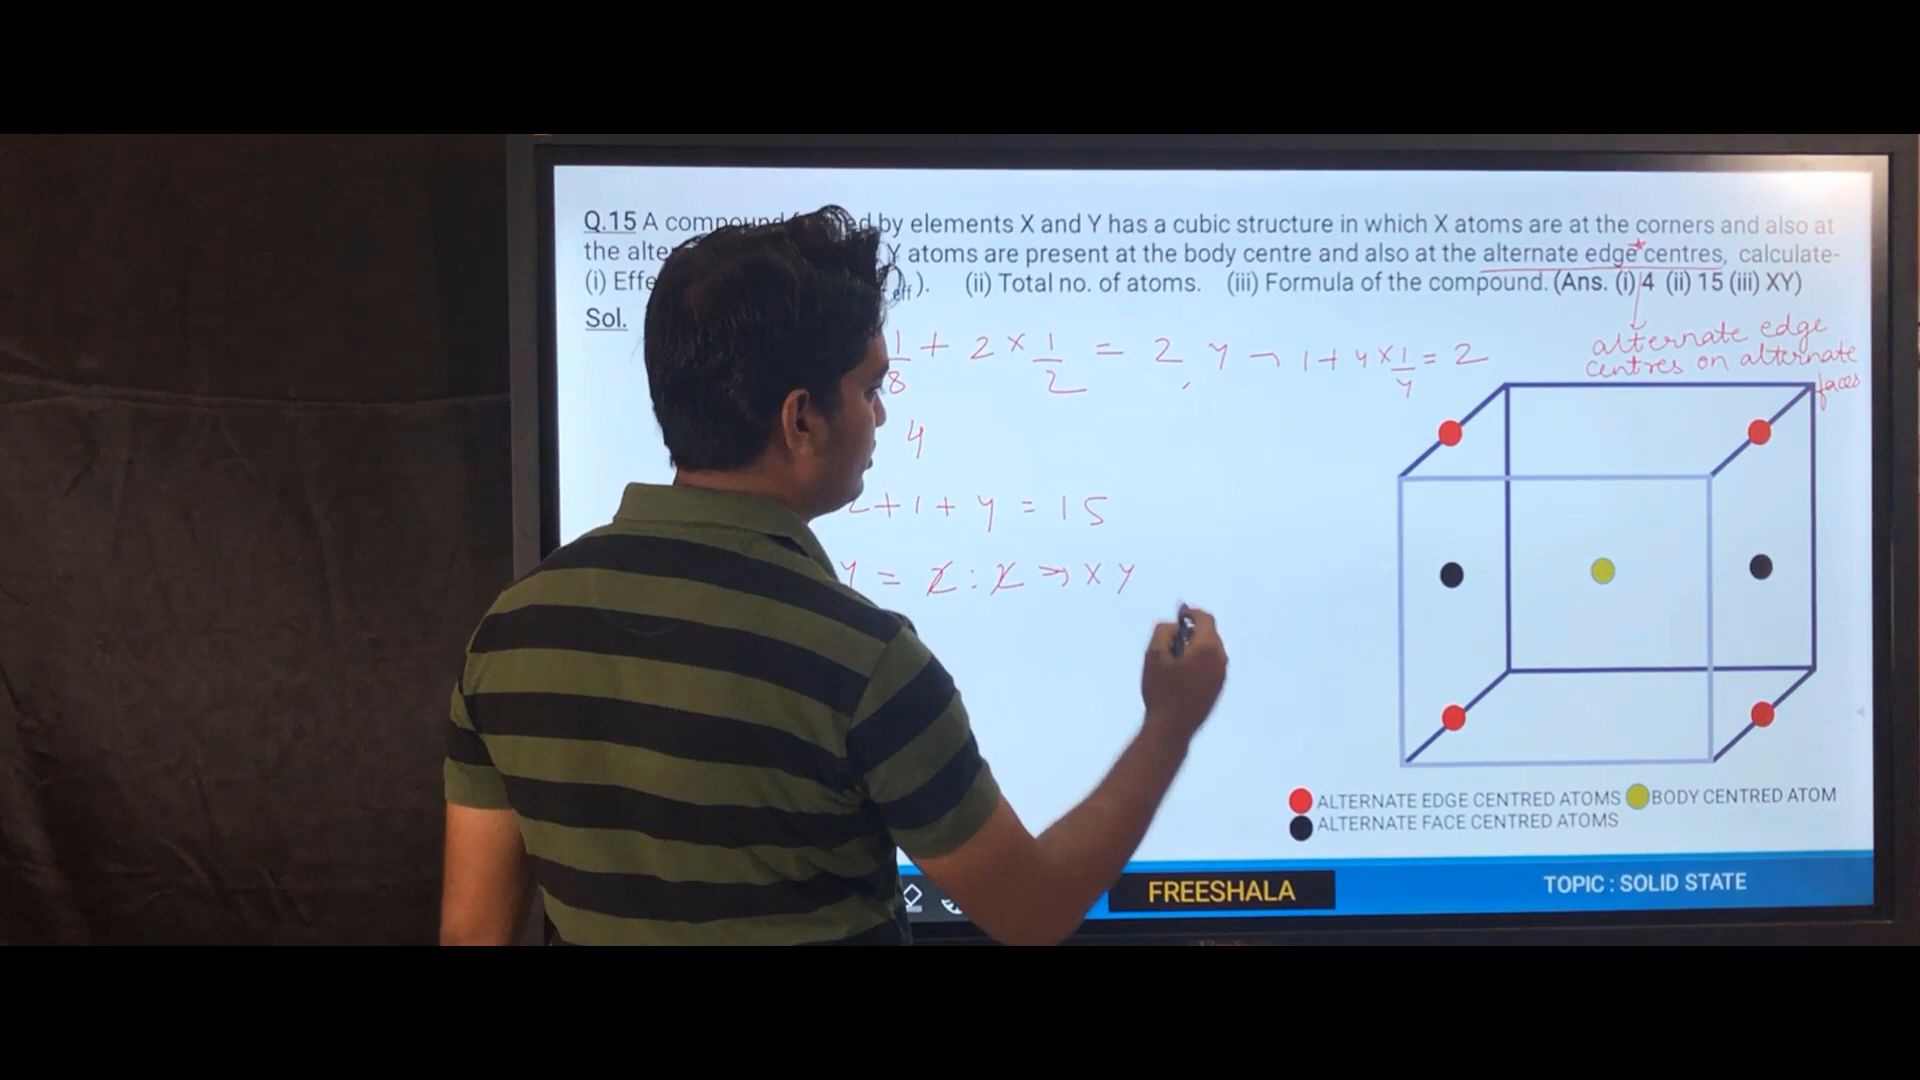 Q.15 A compound by elements X and Y has a cubic structure in which X atoms are at the corners and also at
the Y atoms are present at the body centre and also at the alternate edge* centres, calculate-
(i) eff). (ii) Total no. of atoms. (iii) Formula of the compound. (Ans. (i) 4 (ii) 15 (iii) XY)
Sol.
1/8 + 2 × 1/2 = 2, Y → 1 + 4 × 1/4 = 2
alternate edge
centres on alternate
faces
4
+ 1 + 4 = 15
Y = 2 : 2 → XY
ALTERNATE EDGE CENTRED ATOMS BODY CENTRED ATOM
ALTERNATE FACE CENTRED ATOMS
FREESHALA
TOPIC : SOLID STATE